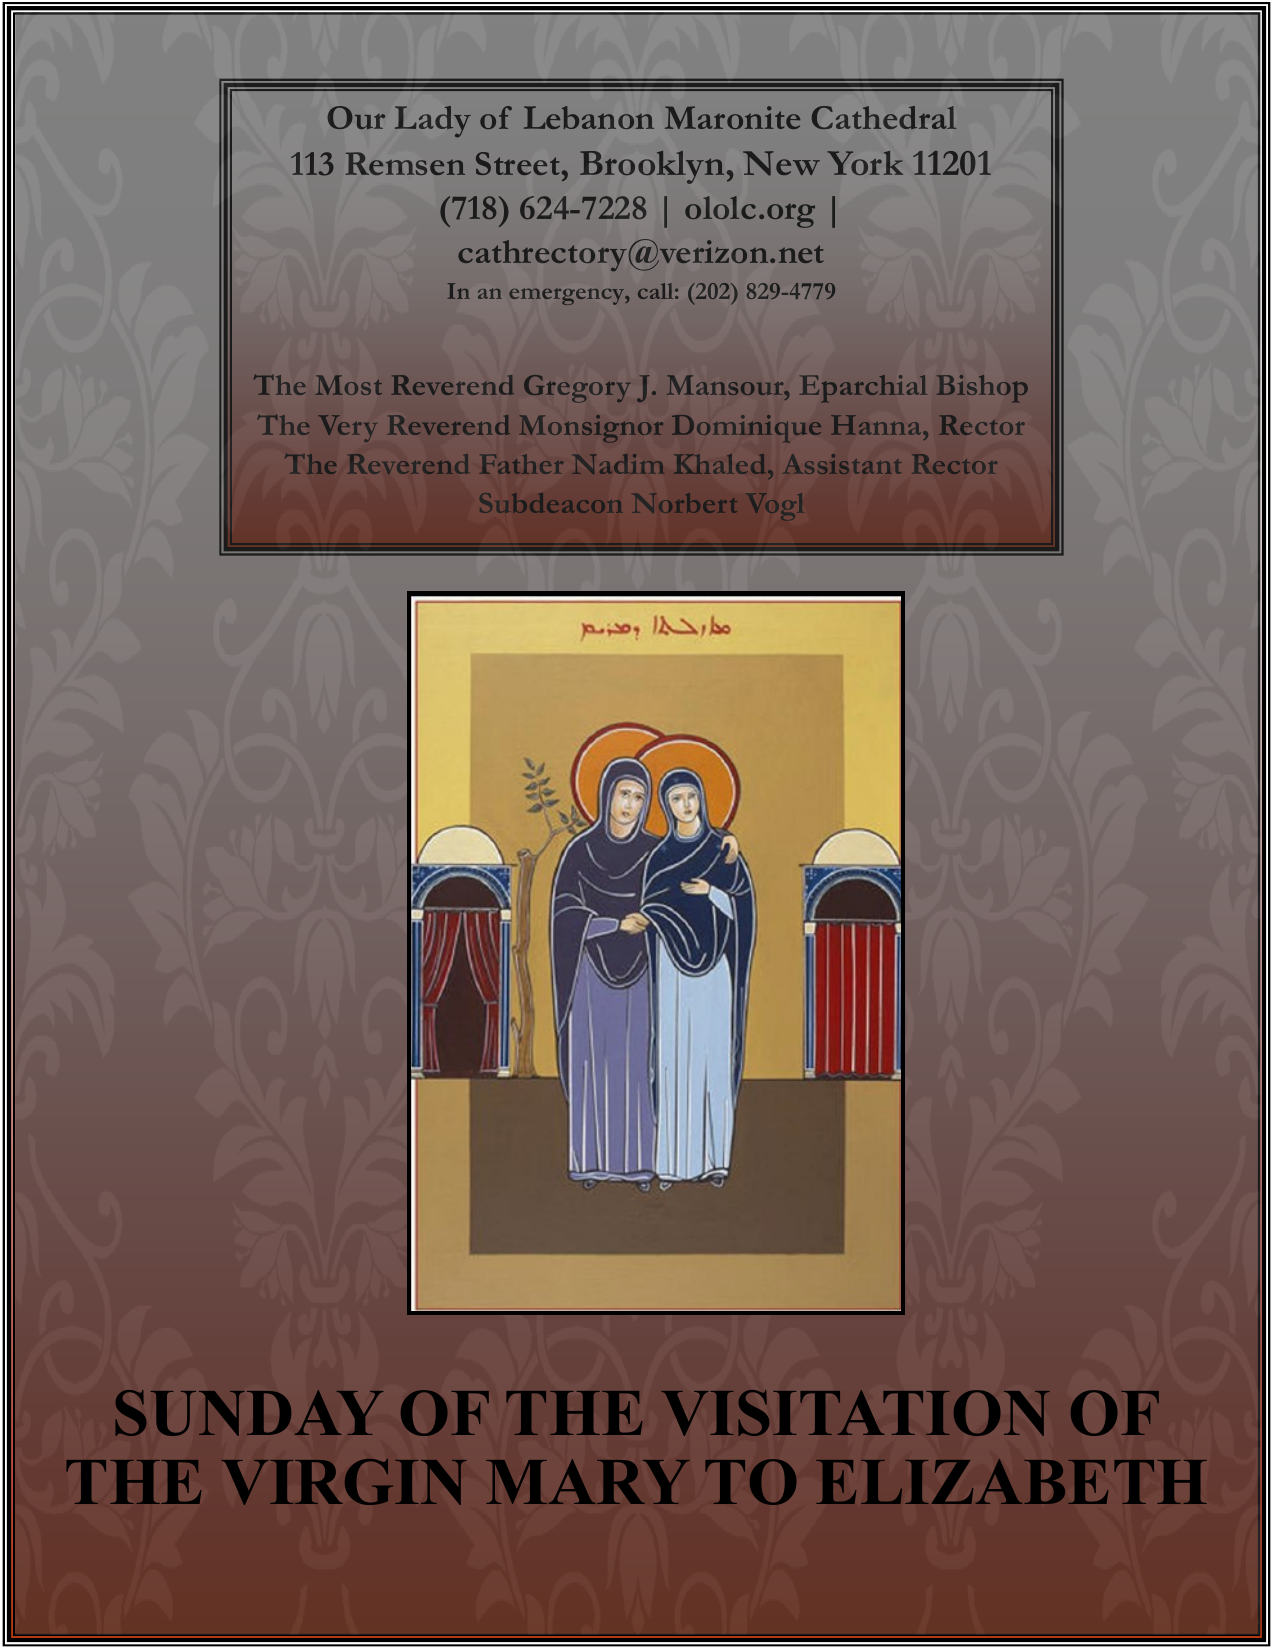 Our Lady of Lebanon Maronite Cathedral
113 Remsen Street, Brooklyn, New York 11201
(718) 624-7228 | ololc.org |
cathrectory@verizon.net
In an emergency, call: (202) 829-4779
The Most Reverend Gregory J. Mansour, Eparchial Bishop
The Very Reverend Monsignor Dominique Hanna, Rector
The Reverend Father Nadim Khaled, Assistant Rector
Subdeacon Norbert Vogl
ܕܡܪܝܡ
SUNDAY OF THE VISITATION OF
THE VIRGIN MARY TO ELIZABETH